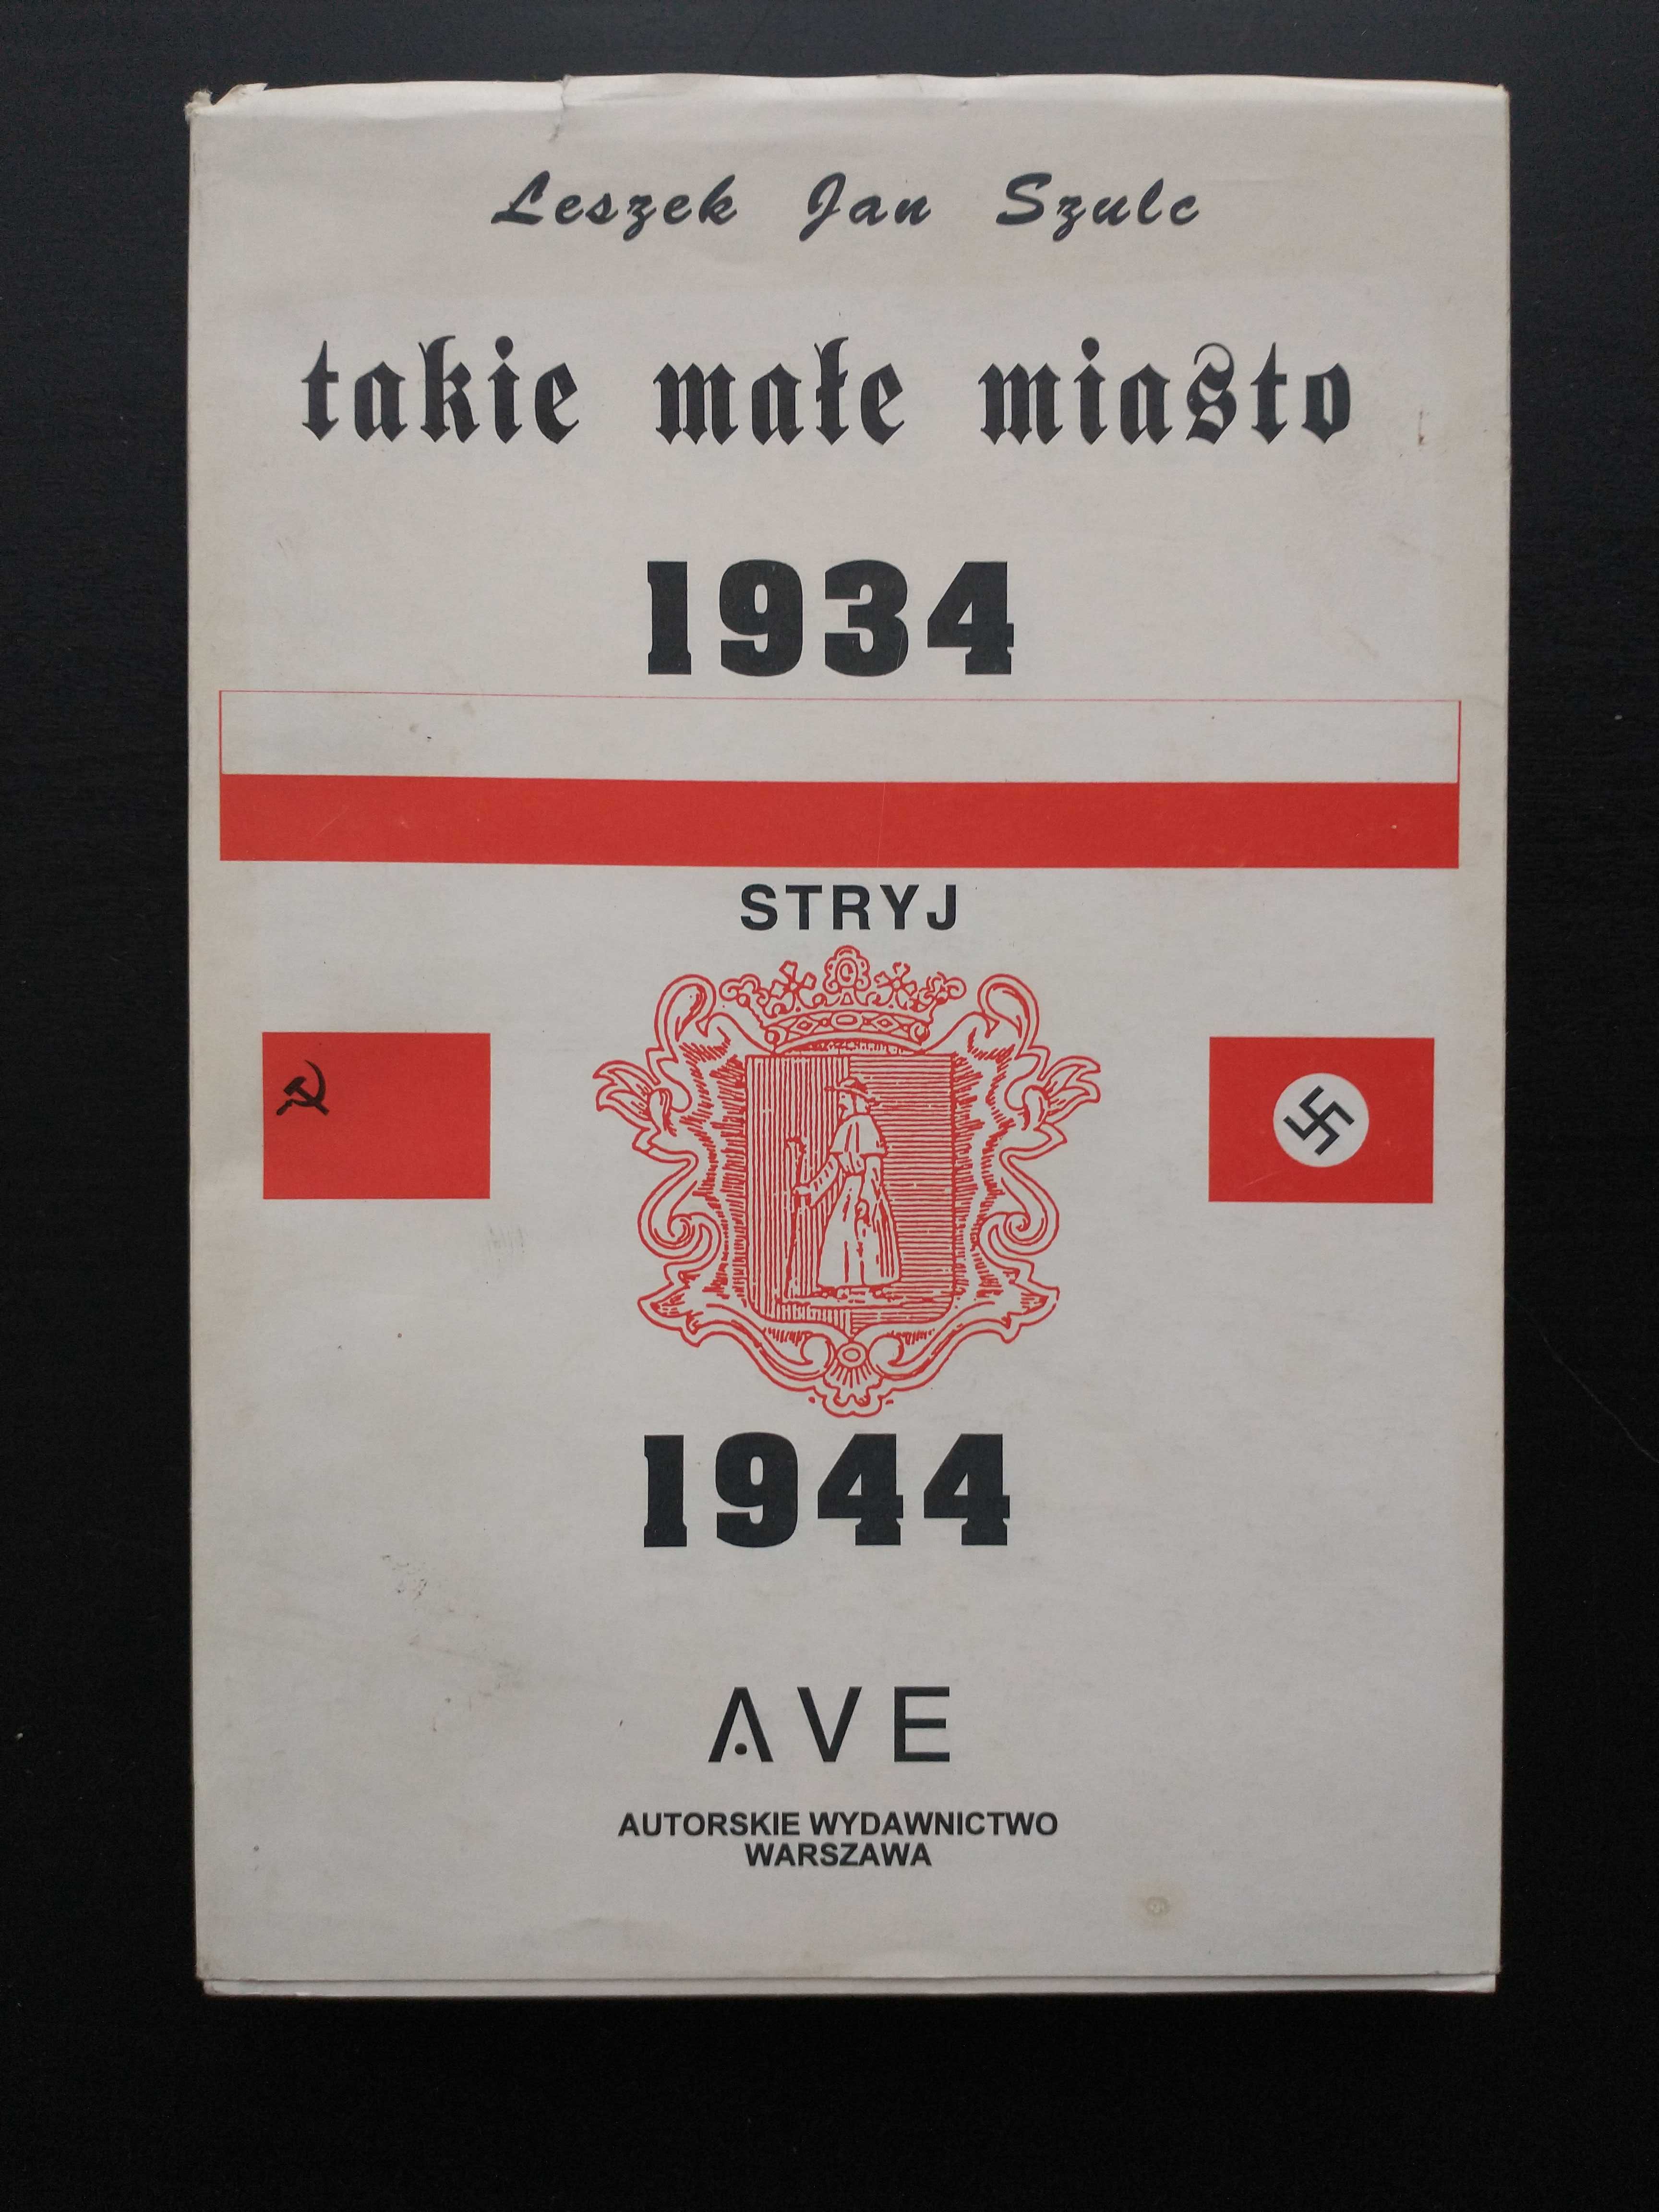 Leszek Jan Szulc
takie małe miasto
1934
STRYJ
1944
AVE
AUTORSKIE WYDAWNICTWO
WARSZAWA